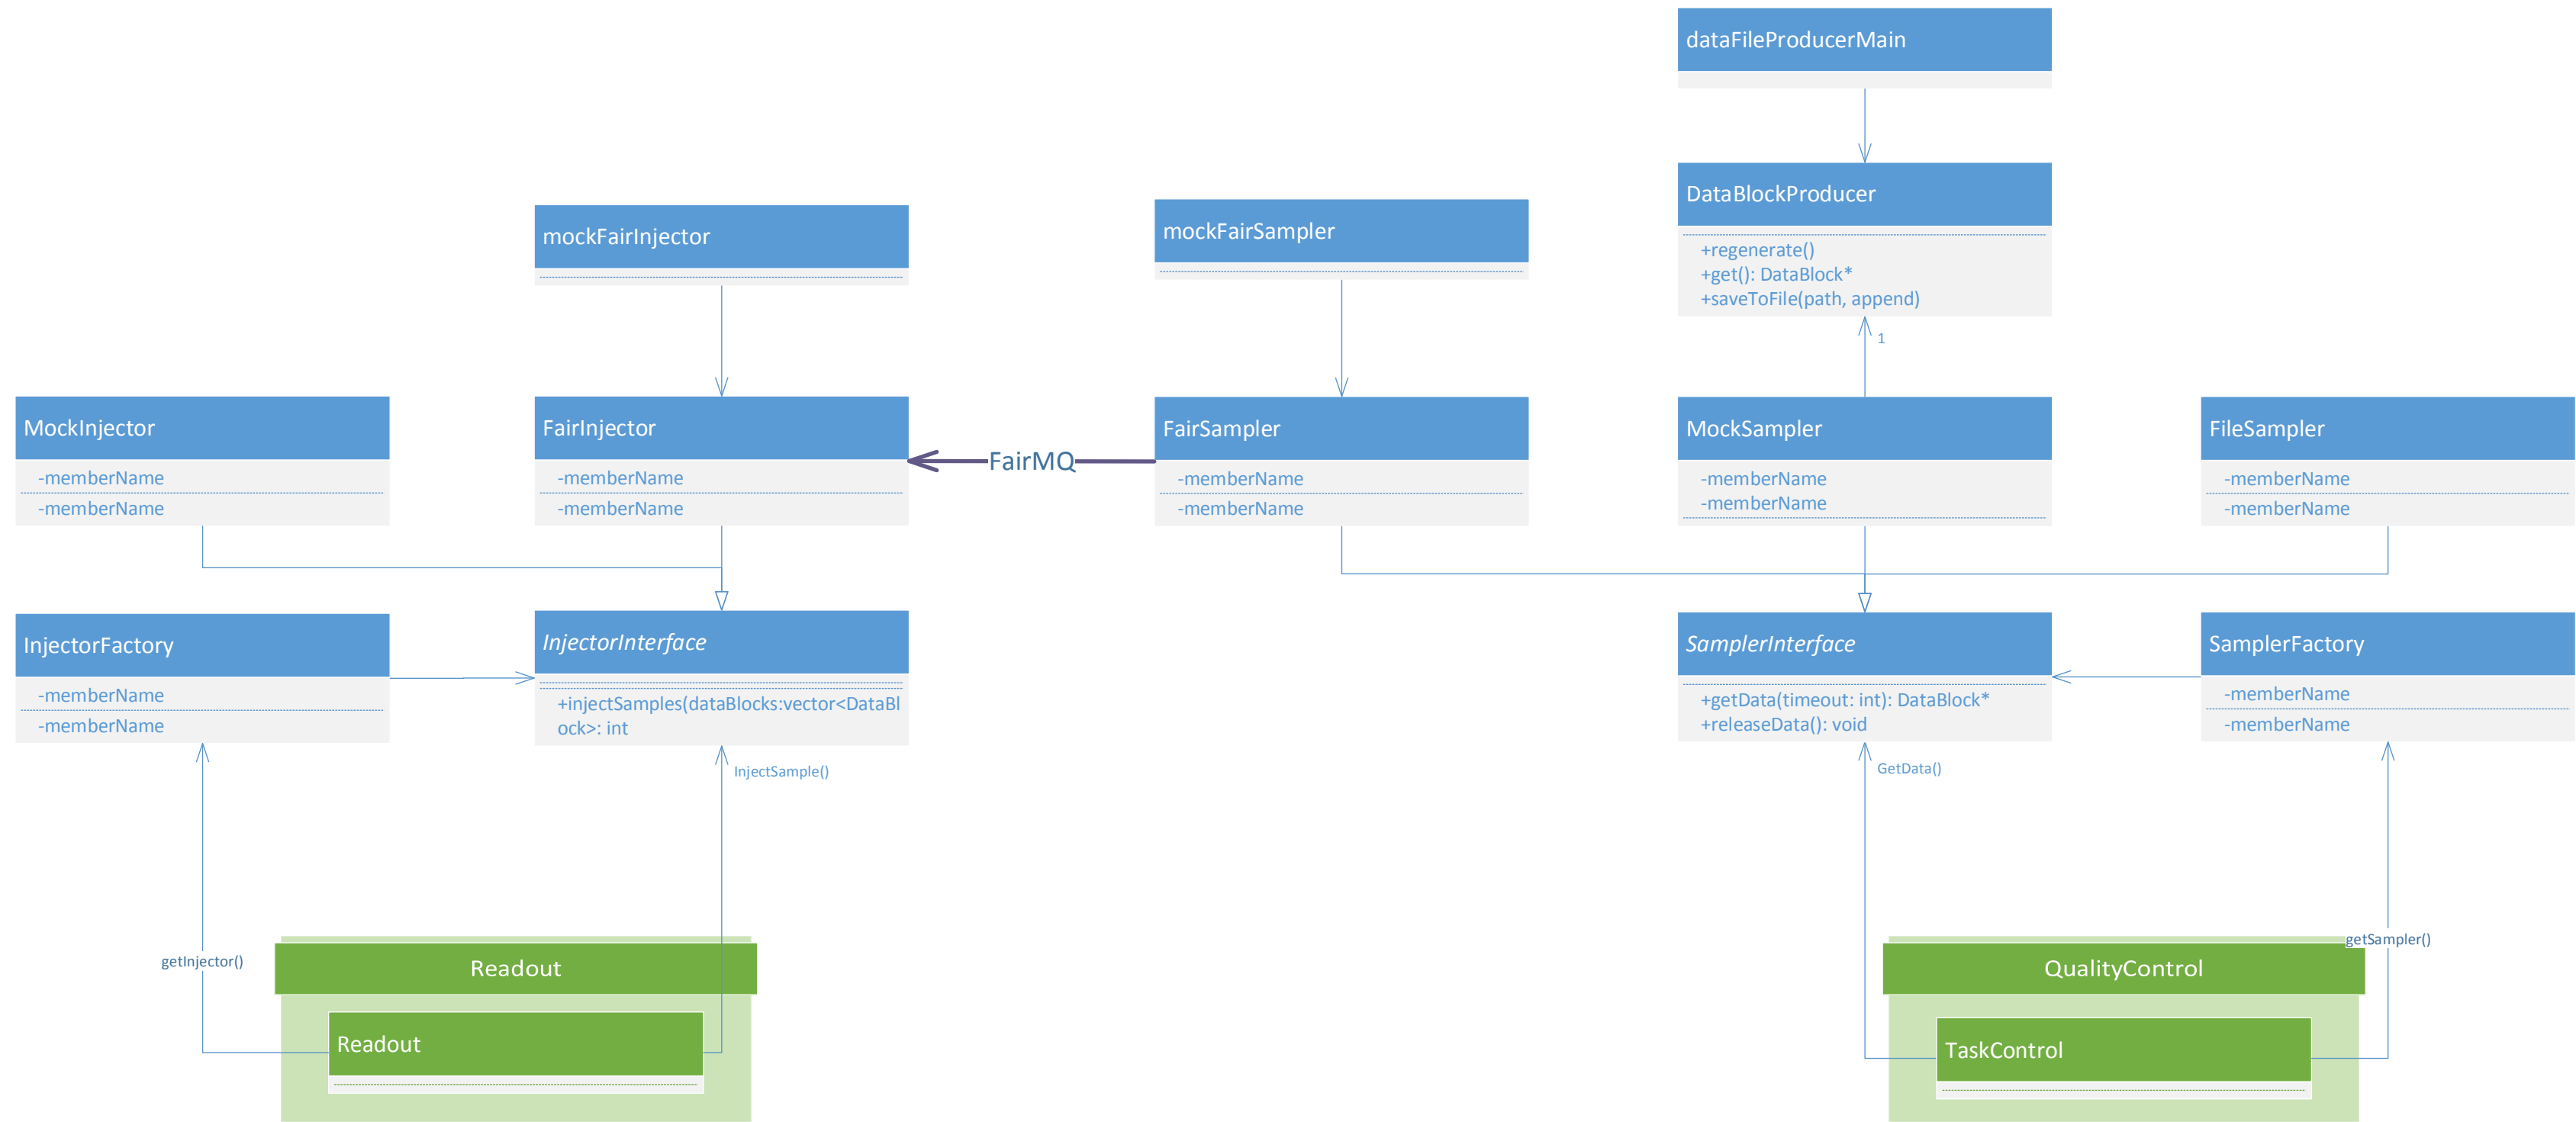 dataFileProducerMain
DataBlockProducer
+regenerate()
+get(): DataBlock*
+saveToFile(path, append)
1
mockFairInjector
mockFairSampler
MockInjector
-memberName
-memberName
FairInjector
-memberName
-memberName
FairMQ
FairSampler
-memberName
-memberName
MockSampler
-memberName
-memberName
FileSampler
-memberName
-memberName
InjectorFactory
-memberName
-memberName
InjectorInterface
+injectSamples(dataBlocks:vector<DataBl
ock>: int
InjectSample()
SamplerInterface
+getData(timeout: int): DataBlock*
+releaseData(): void
GetData()
SamplerFactory
-memberName
-memberName
getInjector()
Readout
Readout
getSampler()
QualityControl
TaskControl